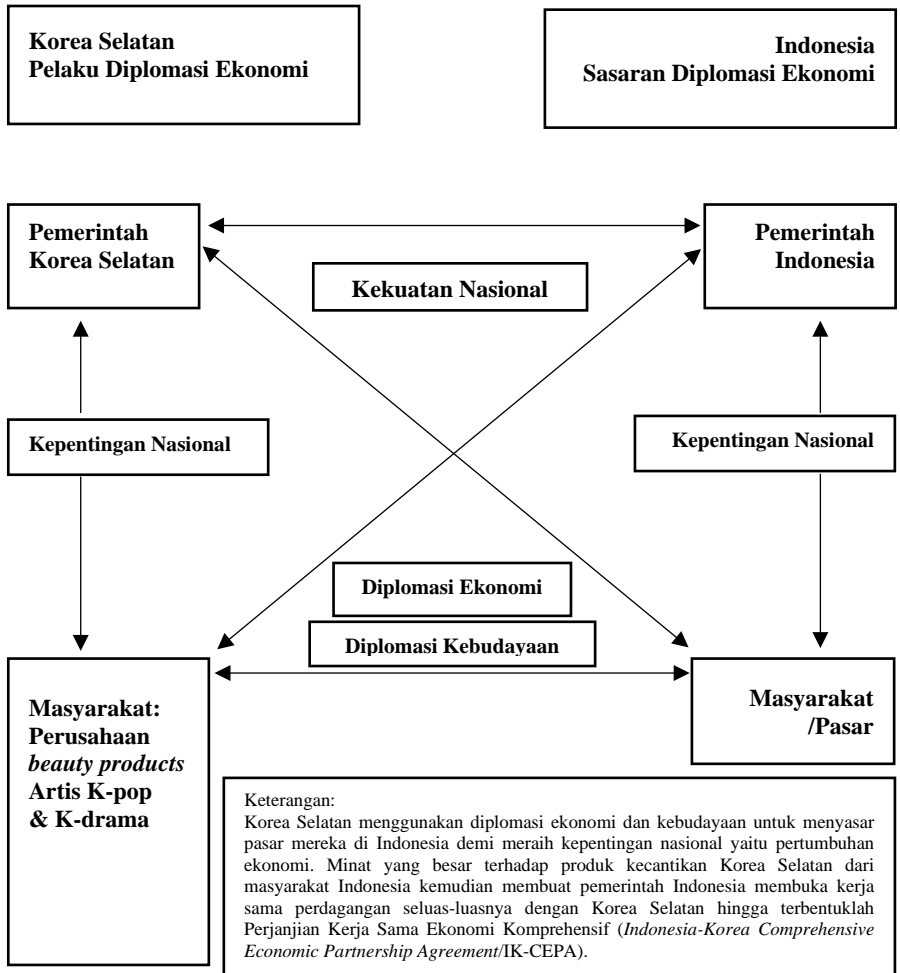 Korea Selatan
Pelaku Diplomasi Ekonomi
Indonesia
Sasaran Diplomasi Ekonomi
Pemerintah
Korea Selatan
Pemerintah
Indonesia
Kekuatan Nasional
Kepentingan Nasional
Kepentingan Nasional
Diplomasi Ekonomi
Diplomasi Kebudayaan
Masyarakat:
Perusahaan
beauty products
Artis K-pop
& K-drama
Masyarakat
/Pasar
Keterangan:
Korea Selatan menggunakan diplomasi ekonomi dan kebudayaan untuk menyasar
pasar mereka di Indonesia demi meraih kepentingan nasional yaitu pertumbuhan
ekonomi. Minat yang besar terhadap produk kecantikan Korea Selatan dari
masyarakat Indonesia kemudian membuat pemerintah Indonesia membuka kerja
sama perdagangan seluas-luasnya dengan Korea Selatan hingga terbentuklah
Perjanjian Kerja Sama Ekonomi Komprehensif (Indonesia-Korea Comprehensive
Economic Partnership Agreement/IK-CEPA).